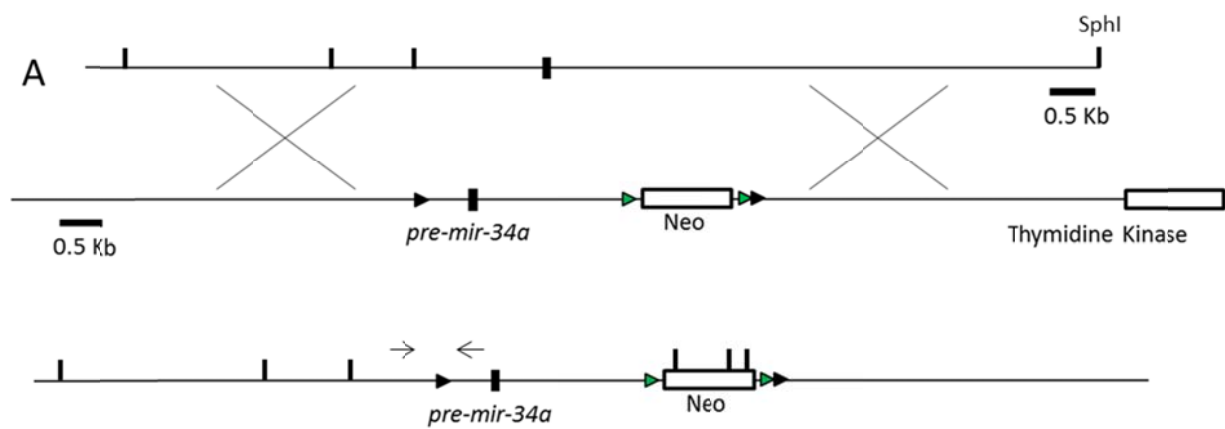 SphI
A
0.5 Kb
Neo
pre-mir-34a
Thymidine Kinase
0.5 Kb
Neo
pre-mir-34a